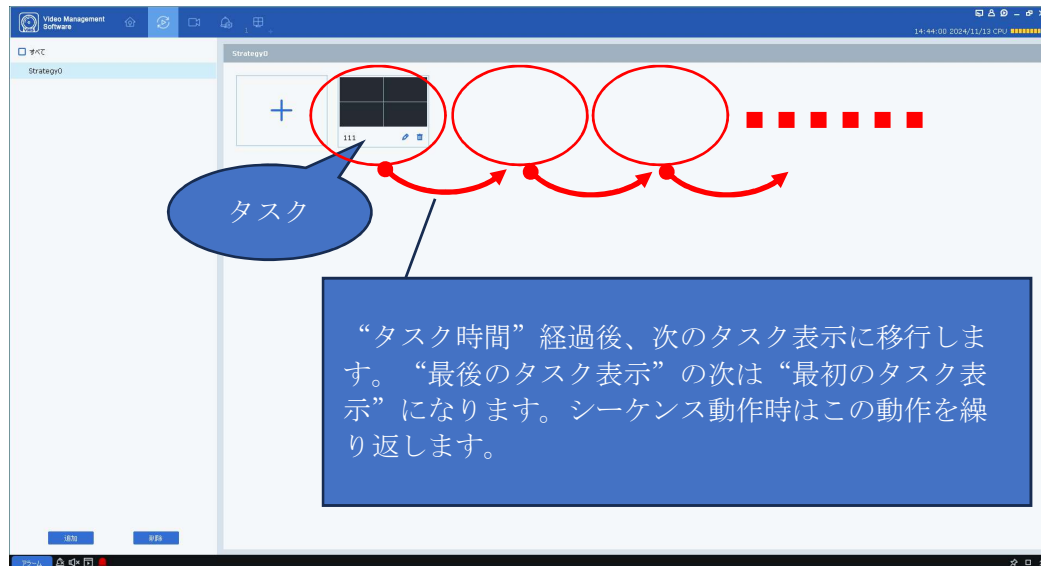 Video Management
Software
1
14:44:00 2024/11/13 CPU
すべて
Strategy0
Strategy0
111
タスク
“タスク時間”経過後、次のタスク表示に移行しま
す。“最後のタスク表示”の次は“最初のタスク表
示”になります。シーケンス動作時はこの動作を繰
り返します。
追加
削除
アラーム